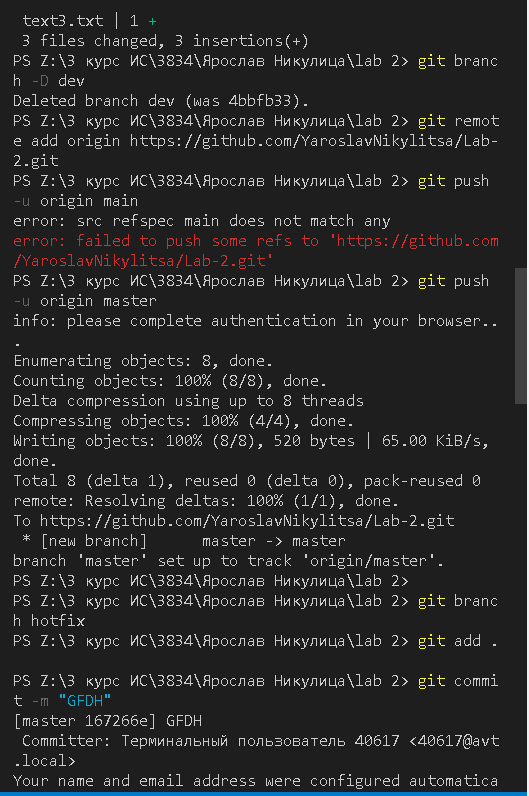 text3.txt | 1 +
3 files changed, 3 insertions(+)
PS Z:\3 курс ИС\3834\Ярослав Никулица\lab 2> git branc
h -D dev
Deleted branch dev (was 4bbfb33).
PS Z:\3 курс ИС\3834\Ярослав Никулица\lab 2> git remot
e add origin https://github.com/YaroslavNikylitsa/Lab-
2.git
PS Z:\3 курс ИС\3834\Ярослав Никулица\lab 2> git push
-u origin main
error: src refspec main does not match any
error: failed to push some refs to 'https://github.com
/YaroslavNikylitsa/Lab-2.git'
PS Z:\3 курс ИС\3834\Ярослав Никулица\lab 2> git push
-u origin master
info: please complete authentication in your browser..
.
Enumerating objects: 8, done.
Counting objects: 100% (8/8), done.
Delta compression using up to 8 threads
Compressing objects: 100% (4/4), done.
Writing objects: 100% (8/8), 520 bytes | 65.00 KiB/s,
done.
Total 8 (delta 1), reused 0 (delta 0), pack-reused 0
remote: Resolving deltas: 100% (1/1), done.
To https://github.com/YaroslavNikylitsa/Lab-2.git
* [new branch]      master -> master
branch 'master' set up to track 'origin/master'.
PS Z:\3 курс ИС\3834\Ярослав Никулица\lab 2>
PS Z:\3 курс ИС\3834\Ярослав Никулица\lab 2> git branc
h hotfix
PS Z:\3 курс ИС\3834\Ярослав Никулица\lab 2> git add .
PS Z:\3 курс ИС\3834\Ярослав Никулица\lab 2> git commi
t -m "GFDH"
[master 167266e] GFDH
Committer: Терминальный пользователь 40617 <40617@avt
.local>
Your name and email address were configured automatica